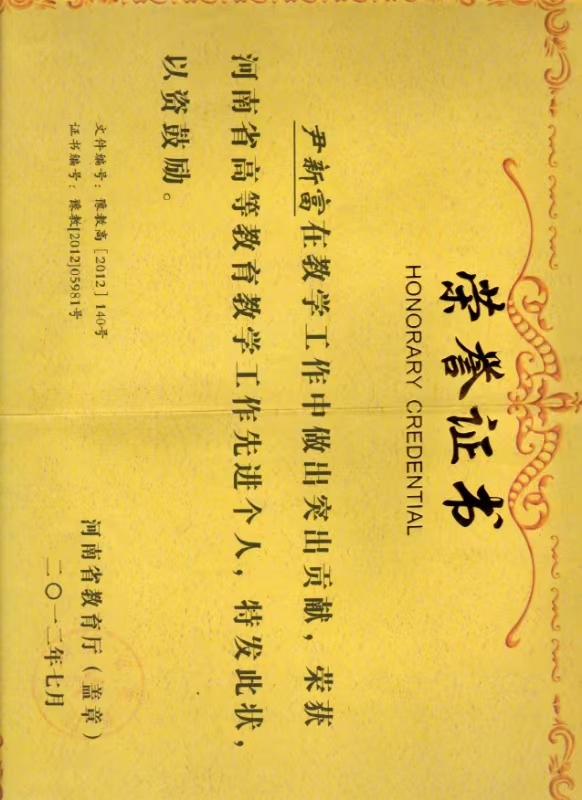 荣誉证书
HONORARY CREDENTIAL
尹新富在教学工作中做出突出贡献，荣获
河南省高等教育教学工作先进个人，特发此状，
以资鼓励。
文件编号：豫教高［2012］140号
证书编号：豫教[2012]05981号
河南省教育厅（盖章）
二〇一二年七月